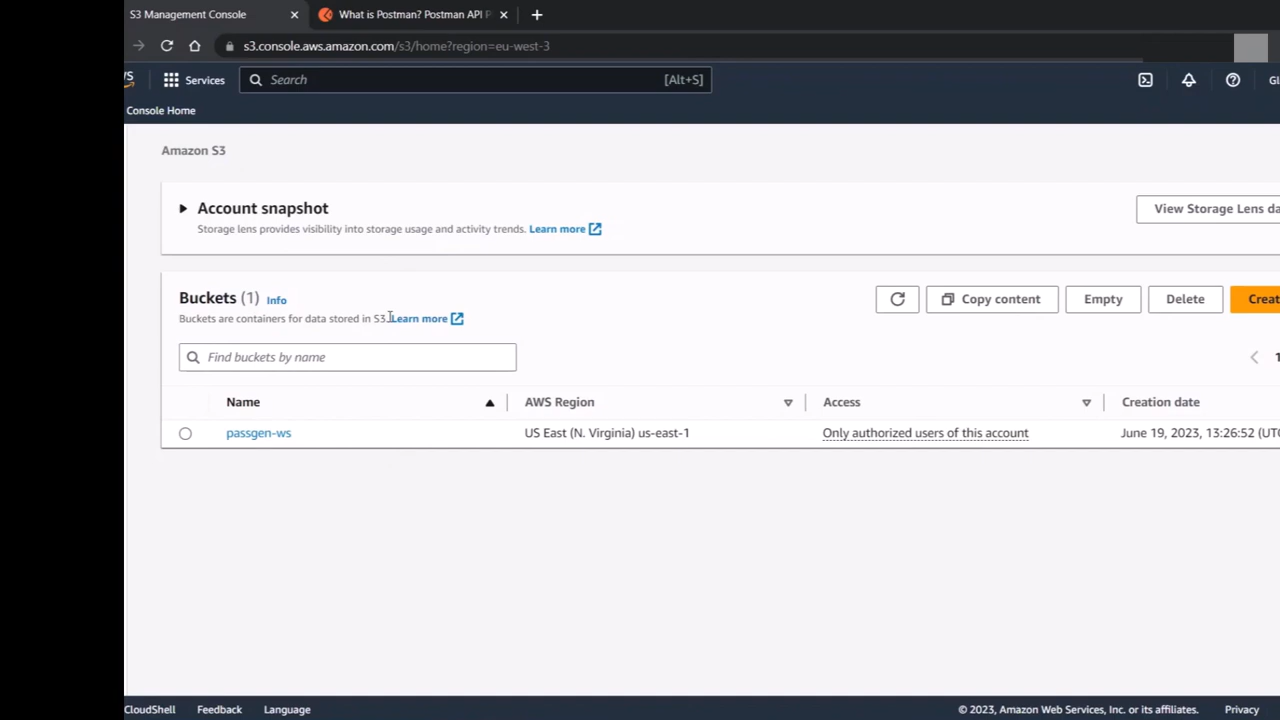 S3 Management Console
What is Postman? Postman API P
s3.console.aws.amazon.com/s3/home?region=eu-west-3
Services
Search
[Alt+S]
Console Home
Amazon S3
Account snapshot
View Storage Lens da
Storage lens provides visibility into storage usage and activity trends. Learn more
Buckets (1) Info
Copy content
Empty
Delete
Creat
Buckets are containers for data stored in S3. Learn more
Find buckets by name
1
Name
AWS Region
Access
Creation date
passgen-ws
US East (N. Virginia) us-east-1
Only authorized users of this account
June 19, 2023, 13:26:52 (UTC
CloudShell
Feedback
Language
© 2023, Amazon Web Services, Inc. or its affiliates.
Privacy